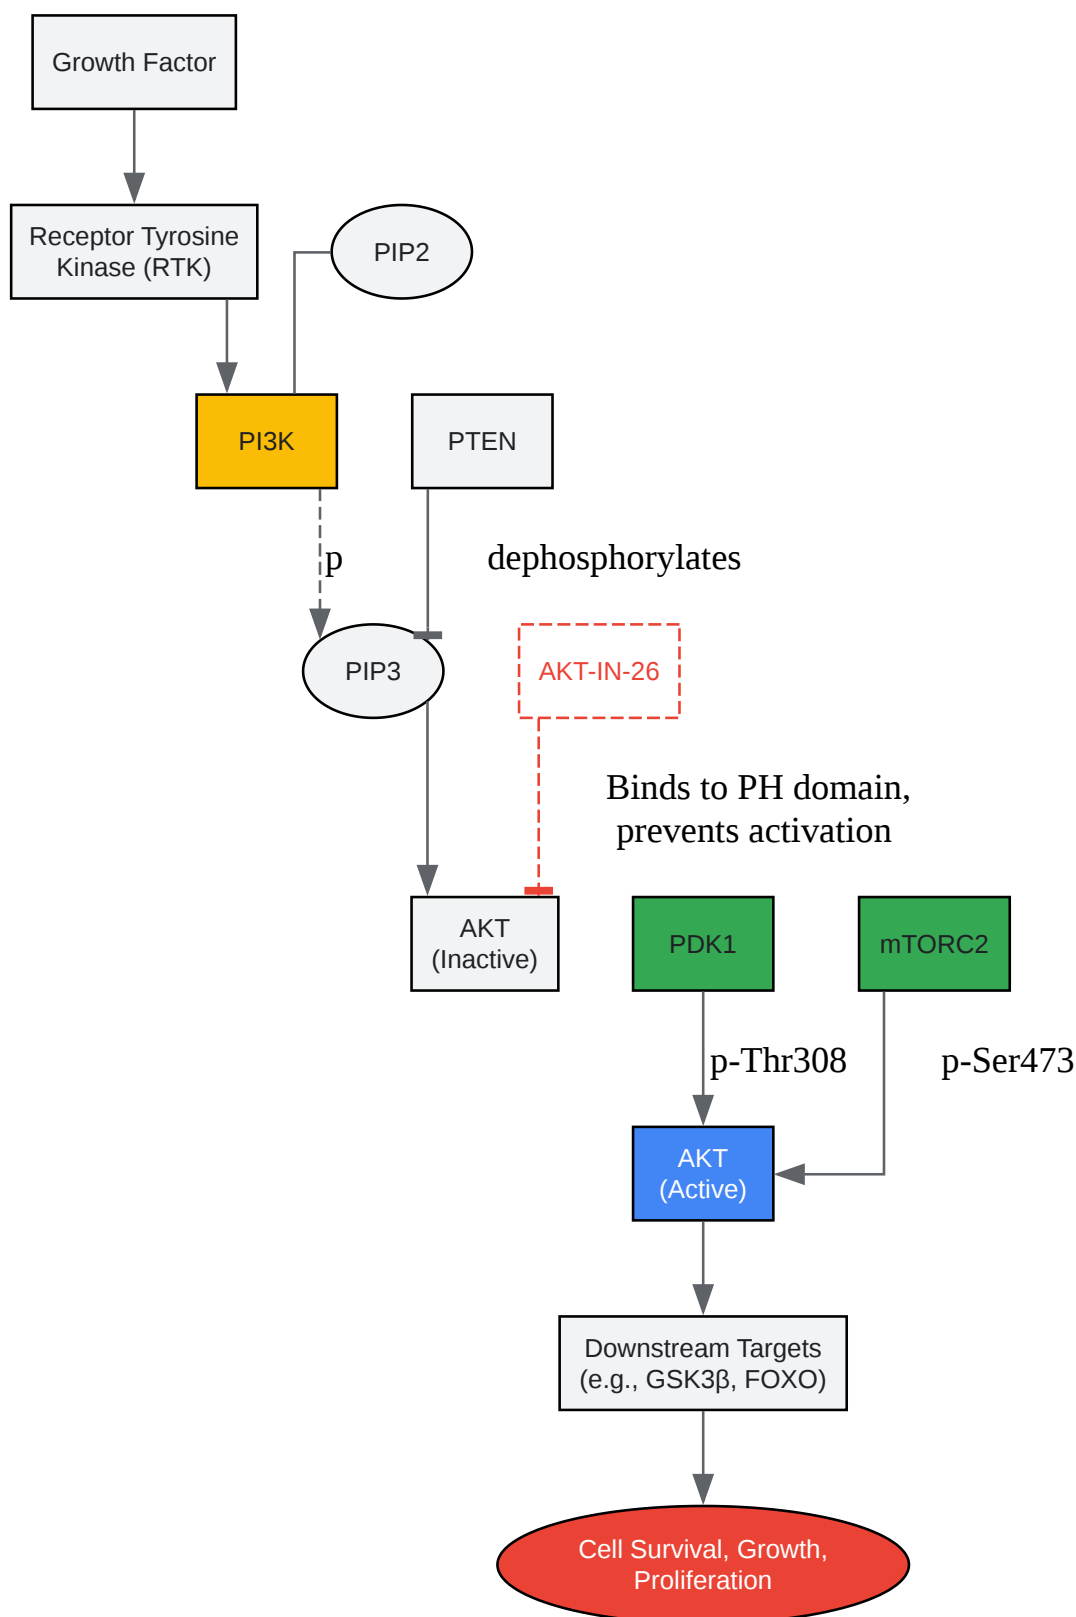 Growth Factor
Receptor Tyrosine
Kinase (RTK)
PIP2
PI3K
PTEN
p
dephosphorylates
PIP3
AKT-IN-26
Binds to PH domain,
prevents activation
AKT
(Inactive)
PDK1
mTORC2
p-Thr308
p-Ser473
AKT
(Active)
Downstream Targets
(e.g., GSK3β, FOXO)
Cell Survival, Growth,
Proliferation